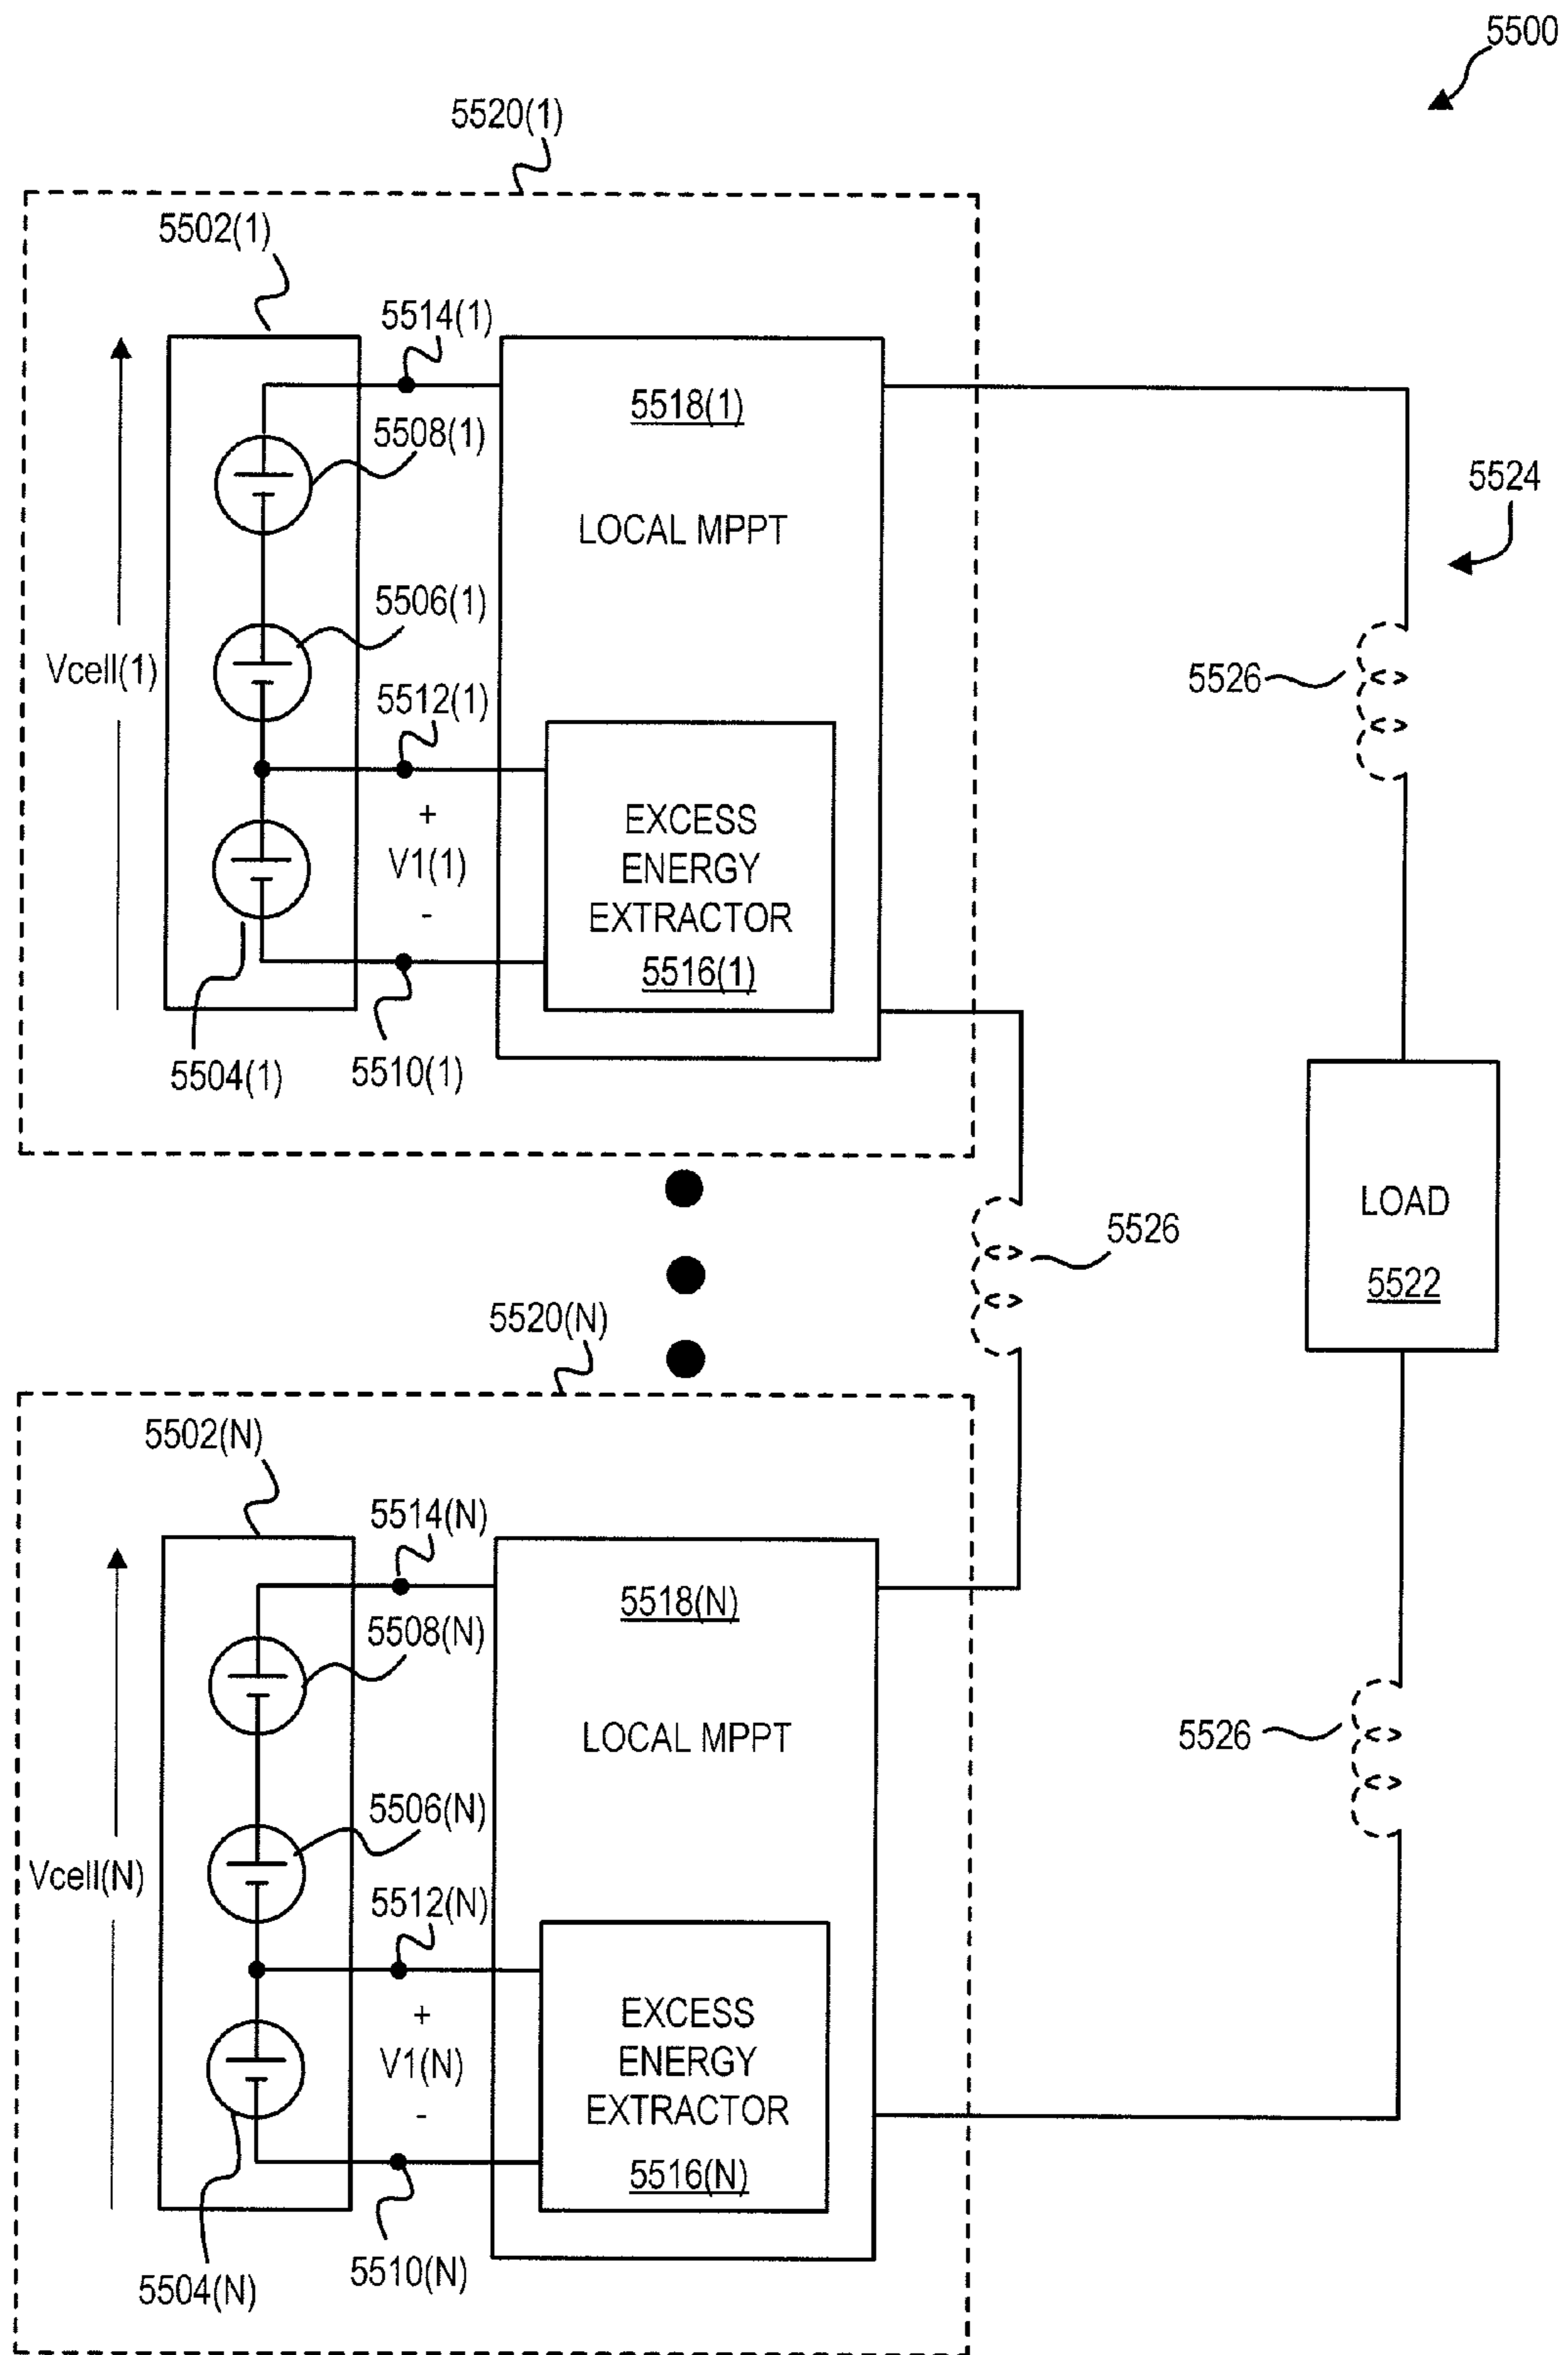 5500
5520(1)
5502(1)
5514(1)
5518(1)
5508(1)
5524
LOCAL MPPT
5506(1)
Vcell(1)
5526
5512(1)
+
V1(1)
-
EXCESS
ENERGY
EXTRACTOR
5516(1)
5504(1)
5510(1)
LOAD
5522
5526
5520(N)
5502(N)
5514(N)
5518(N)
5508(N)
LOCAL MPPT
5526
5506(N)
Vcell(N)
5512(N)
+
V1(N)
-
EXCESS
ENERGY
EXTRACTOR
5516(N)
5510(N)
5504(N)